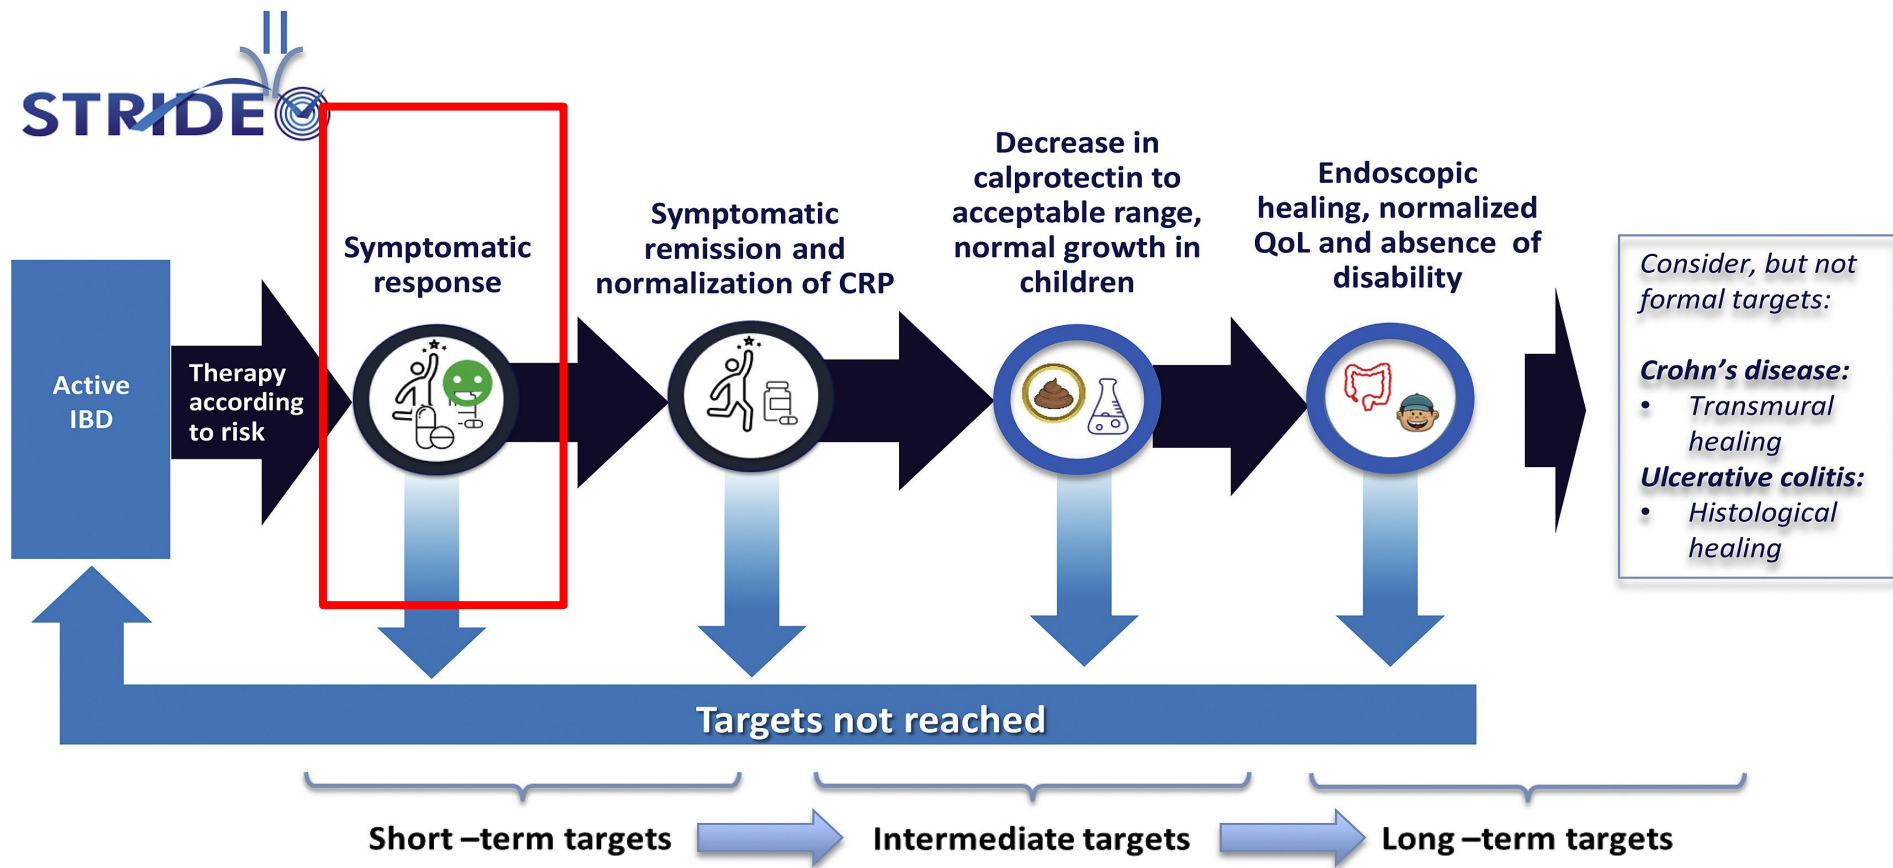 II
STRIDE
Symptomatic
response
Symptomatic
remission and
normalization of CRP
Decrease in
calprotectin to
acceptable range,
normal growth in
children
Endoscopic
healing, normalized
QoL and absence of
disability
Active
IBD
Therapy
according
to risk
Consider, but not
formal targets:
Crohn’s disease:
• Transmural
healing
Ulcerative colitis:
• Histological
healing
Targets not reached
Short –term targets
Intermediate targets
Long –term targets